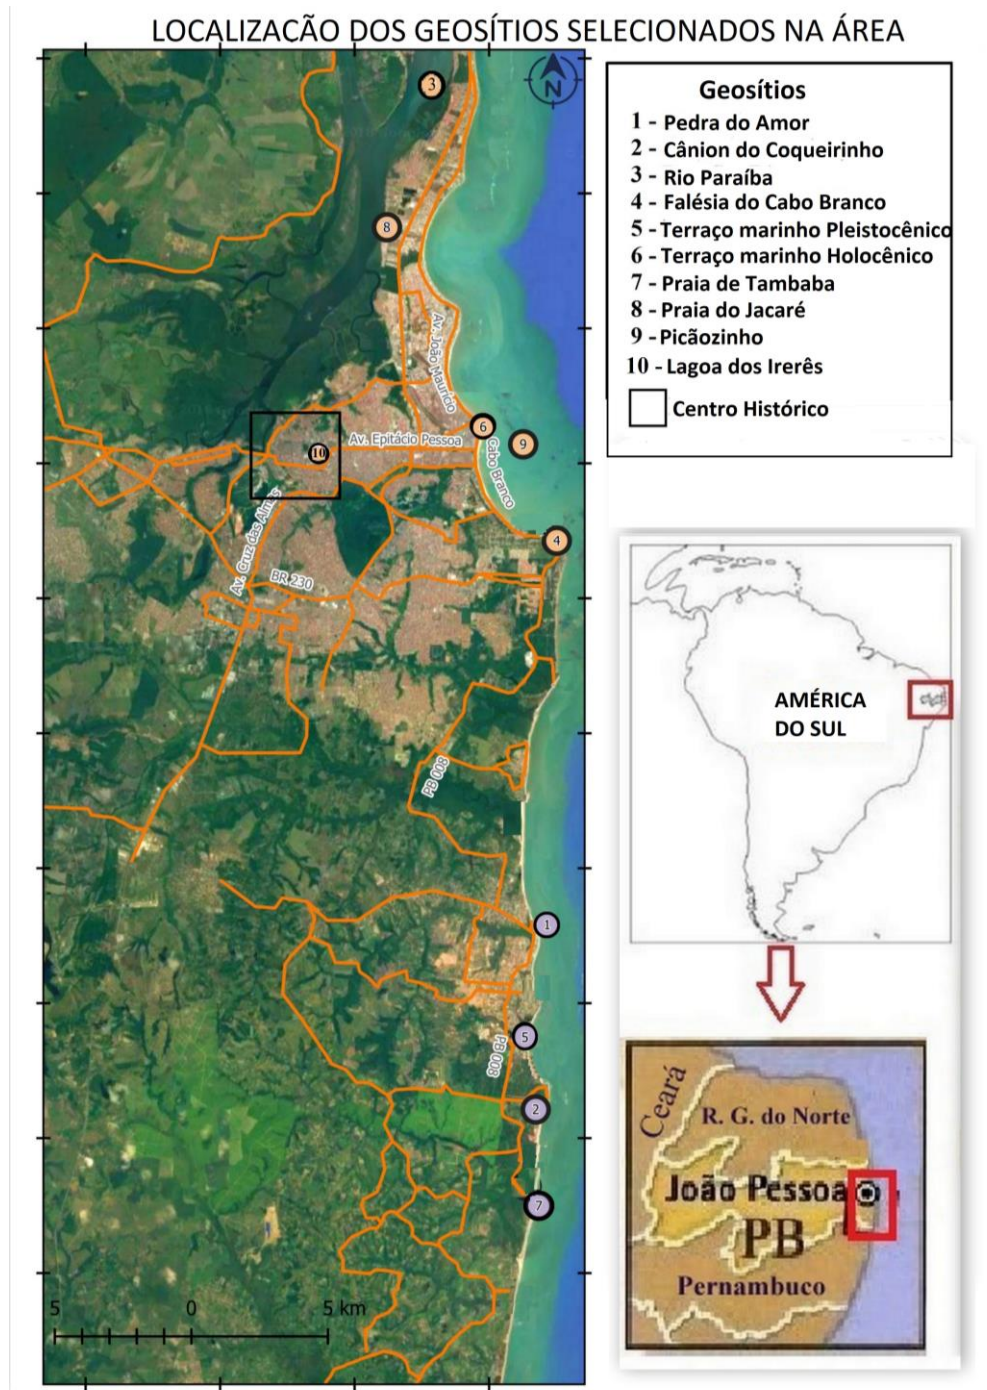 LOCALIZAÇÃO DOS GEOSÍTIOS SELECIONADOS NA ÁREA
N
3
8
Av. João Maurício
6
9
Av. Epitácio Pessoa
10
Cabo Branco
4
Av. Cruz das Almas
BR 230
PB 008
1
5
PB 008
2
7
5 0 5 km
Geosítios
1 - Pedra do Amor
2 - Cânion do Coqueirinho
3 - Rio Paraíba
4 - Falésia do Cabo Branco
5 - Terraço marinho Pleistocênico
6 - Terraço marinho Holocênico
7 - Praia de Tambaba
8 - Praia do Jacaré
9 - Picãozinho
10 - Lagoa dos Irerês
Centro Histórico
AMÉRICA
DO SUL
Ceará
R. G. do Norte
João Pessoa
PB
Pernambuco